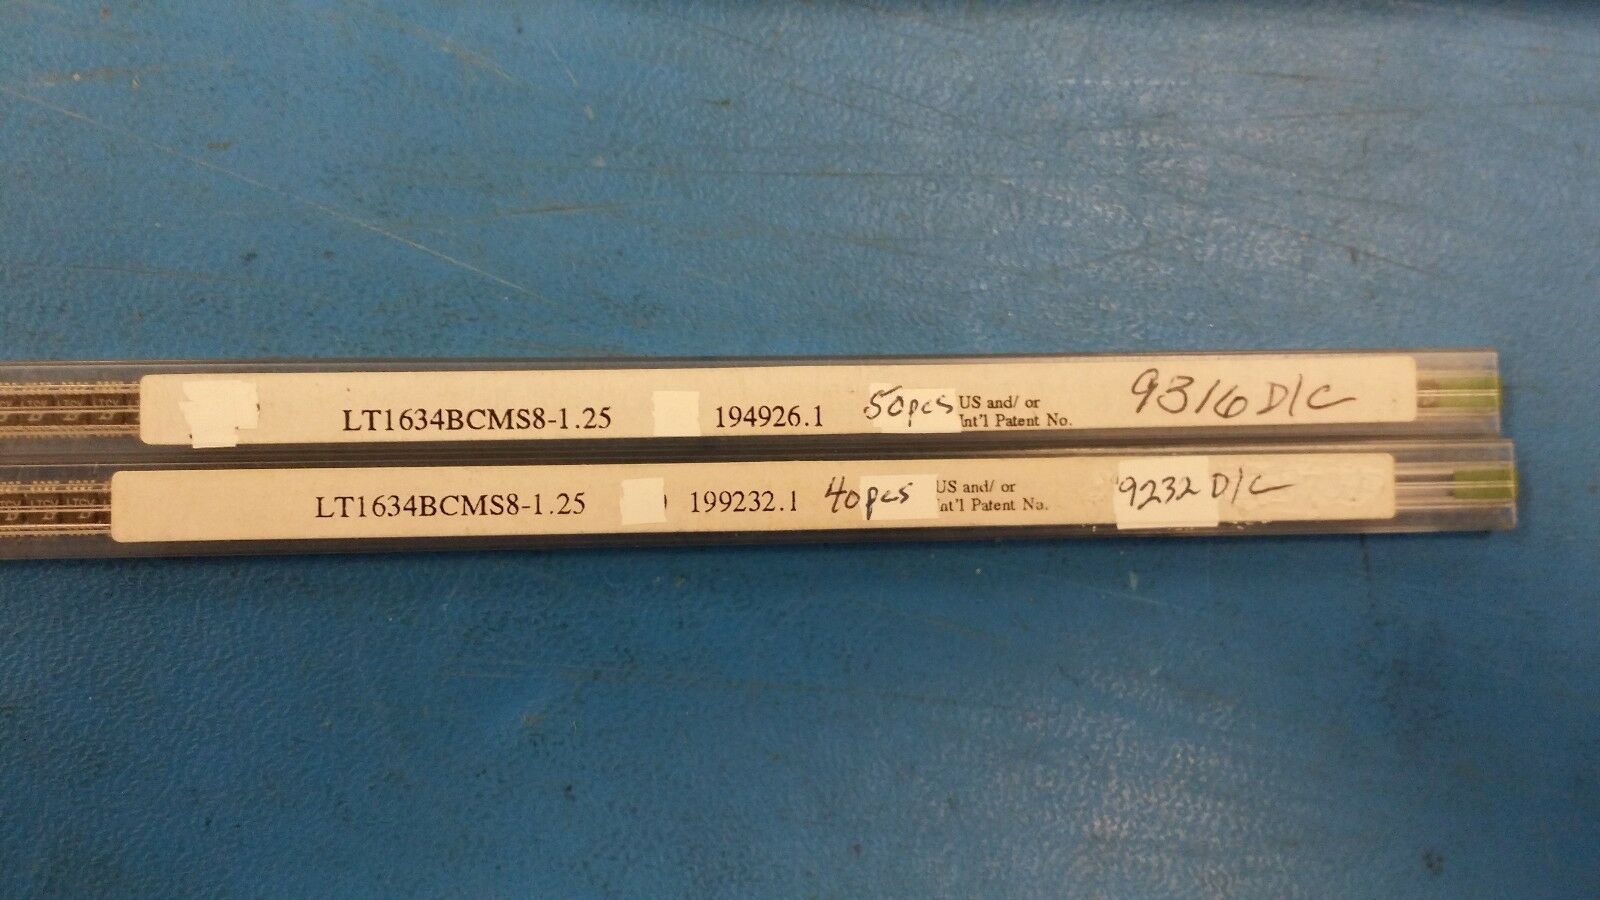 LT1634BCMS8-1.25 194926.1 50pcs US and/ or 9316 D/C
Int'l Patent No.
LT1634BCMS8-1.25 199232.1 40pcs US and/ or 9232 D/C
Int'l Patent No.